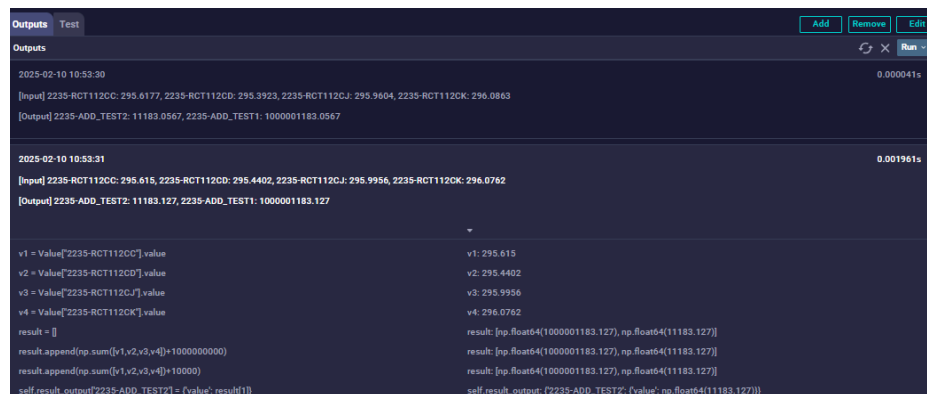 Outputs Test Add Remove Edit
Outputs Run
2025-02-10 10:53:30 0.000041s
[Input] 2235-RCT112CC: 295.6177, 2235-RCT112CD: 295.3923, 2235-RCT112CJ: 295.9604, 2235-RCT112CK: 296.0863
[Output] 2235-ADD_TEST2: 11183.0567, 2235-ADD_TEST1: 1000001183.0567
2025-02-10 10:53:31 0.001961s
[Input] 2235-RCT112CC: 295.615, 2235-RCT112CD: 295.4402, 2235-RCT112CJ: 295.9956, 2235-RCT112CK: 296.0762
[Output] 2235-ADD_TEST2: 11183.127, 2235-ADD_TEST1: 1000001183.127
v1 = Value["2235-RCT112CC"].value v1: 295.615
v2 = Value["2235-RCT112CD"].value v2: 295.4402
v3 = Value["2235-RCT112CJ"].value v3: 295.9956
v4 = Value["2235-RCT112CK"].value v4: 296.0762
result = [] result: [np.float64(1000001183.127), np.float64(11183.127)]
result.append(np.sum([v1,v2,v3,v4])+1000000000) result: [np.float64(1000001183.127), np.float64(11183.127)]
result.append(np.sum([v1,v2,v3,v4])+10000) result: [np.float64(1000001183.127), np.float64(11183.127)]
self.result_output['2235-ADD_TEST2'] = {'value': result[1]} self.result_output: {'2235-ADD_TEST2': {'value': np.float64(11183.127)}}